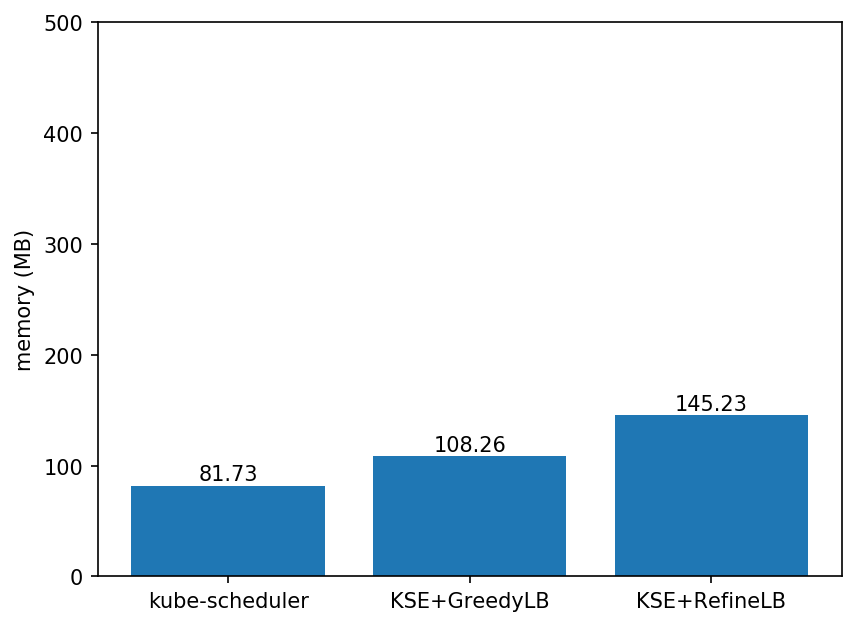 500
400
300
200
100
0
memory (MB)
81.73
108.26
145.23
kube-scheduler
KSE+GreedyLB
KSE+RefineLB